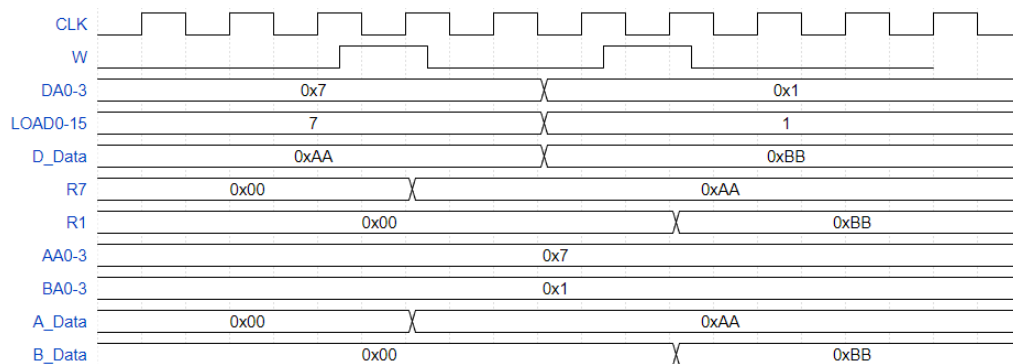 CLK
W
DA0-3 0x7 0x1
LOAD0-15 7 1
D_Data 0xAA 0xBB
R7 0x00 0xAA
R1 0x00 0xBB
AA0-3 0x7
BA0-3 0x1
A_Data 0x00 0xAA
B_Data 0x00 0xBB